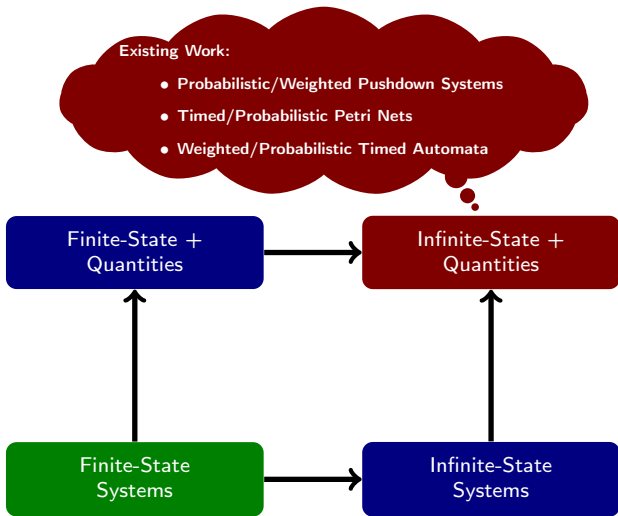 Existing Work:
• Probabilistic/Weighted Pushdown Systems
• Timed/Probabilistic Petri Nets
• Weighted/Probabilistic Timed Automata
Finite-State +
Quantities
Infinite-State +
Quantities
Finite-State
Systems
Infinite-State
Systems